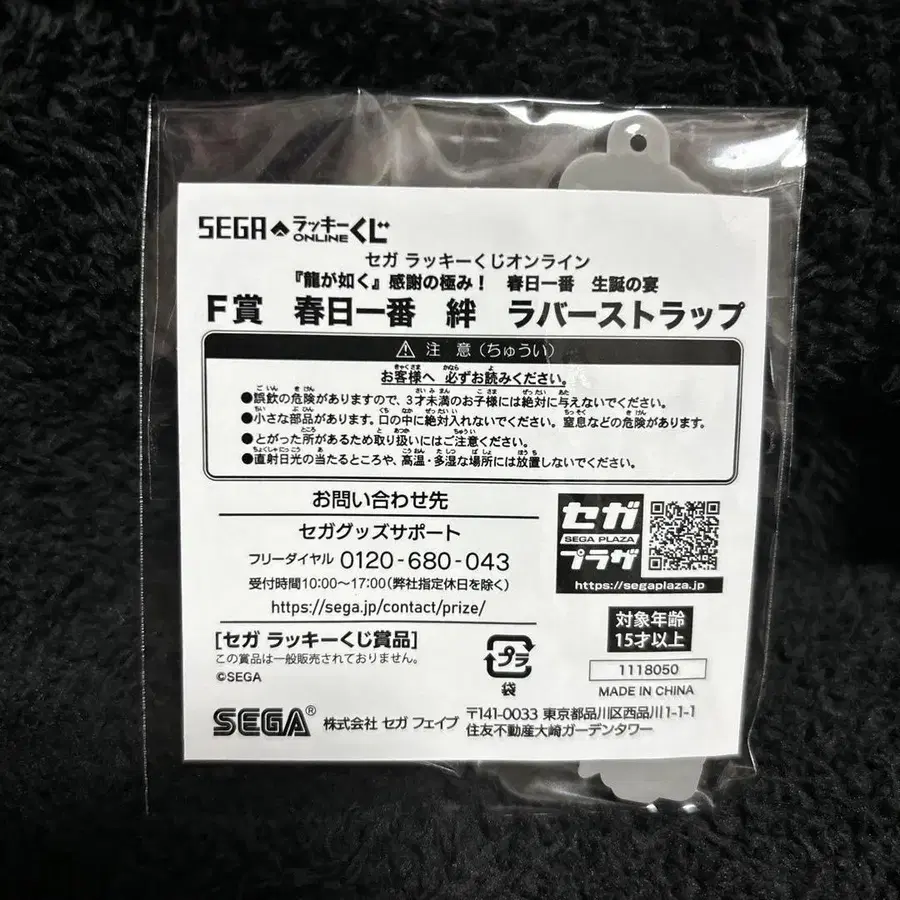 SEGA ラッキーくじ ONLINE
セガ ラッキーくじオンライン
『龍が如く』感謝の極み！ 春日一番 生誕の宴
F賞 春日一番 絆 ラバーストラップ
注 意（ちゅうい）
お客様へ 必ずお読みください。
●誤飲の危険がありますので、3才未満のお子様には絶対に与えないでください。
●小さな部品があります。口の中に絶対入れないでください。窒息などの危険があります。
●とがった所があるため取り扱いにはご注意ください。
●直射日光の当たるところや、高温・多湿な場所には放置しないでください。
お問い合わせ先
セガグッズサポート
フリーダイヤル 0120-680-043
受付時間10:00～17:00（弊社指定休日を除く）
https://sega.jp/contact/prize/
セガ
SEGA PLAZA
プラザ
https://segaplaza.jp
[セガ ラッキーくじ賞品]
この賞品は一般販売されておりません。
©SEGA
プラ
袋
対象年齢
15才以上
1118050
MADE IN CHINA
SEGA® 株式会社 セガ フェイブ
〒141-0033 東京都品川区西品川1-1-1
住友不動産大崎ガーデンタワー